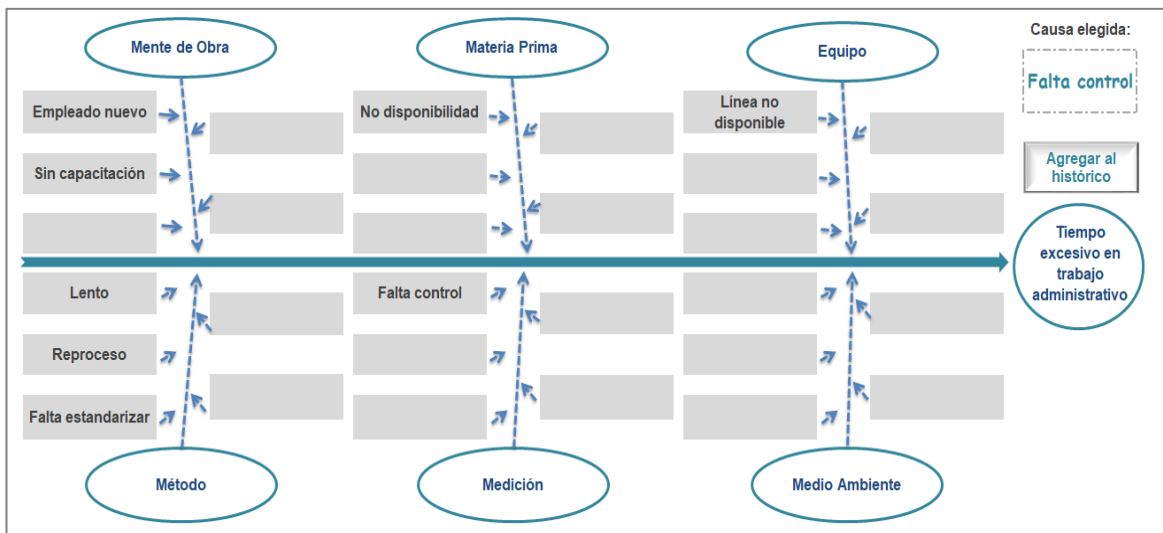 Mente de Obra
Materia Prima
Equipo
Causa elegida:
Falta control
Empleado nuevo
No disponibilidad
Línea no
disponible
Sin capacitación
Agregar al
histórico
Tiempo
excesivo en
trabajo
administrativo
Lento
Falta control
Reproceso
Falta estandarizar
Método
Medición
Medio Ambiente